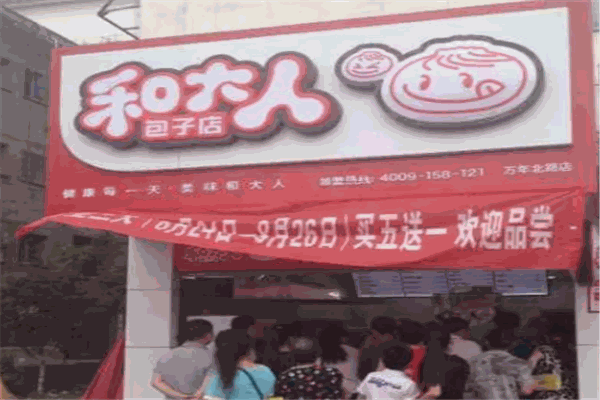 和大人
包子店
健康每一天·美味和大人 加盟热线: 4009-158-121 万年北路店
9月26日)买五送一 欢迎品尝